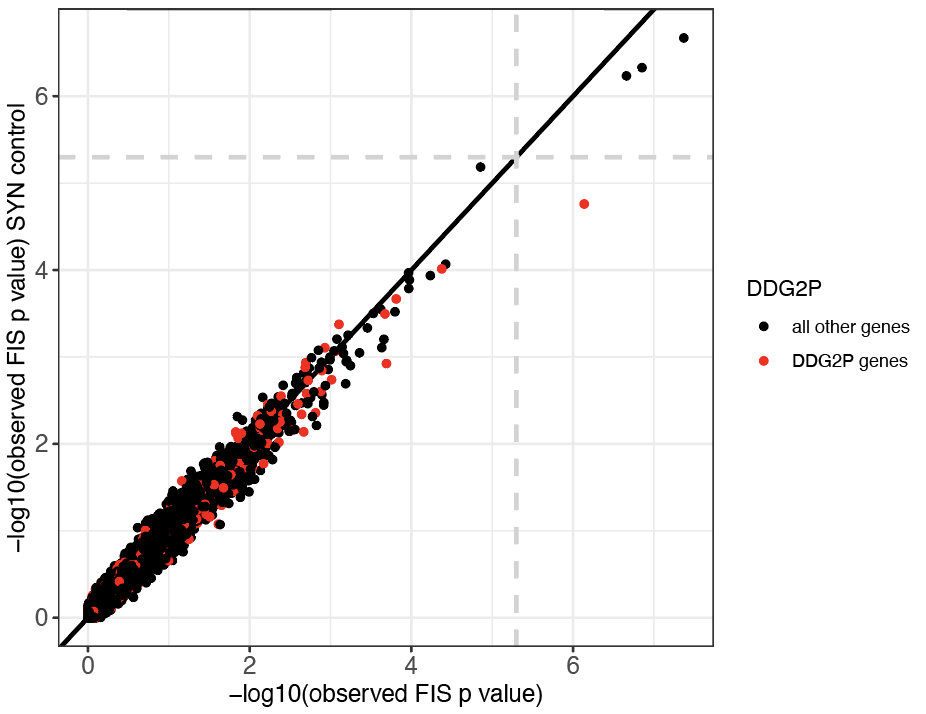 −log10(observed FIS p value) SYN control
6
4
2
0
0 2 4 6
−log10(observed FIS p value)
DDG2P
all other genes
DDG2P genes